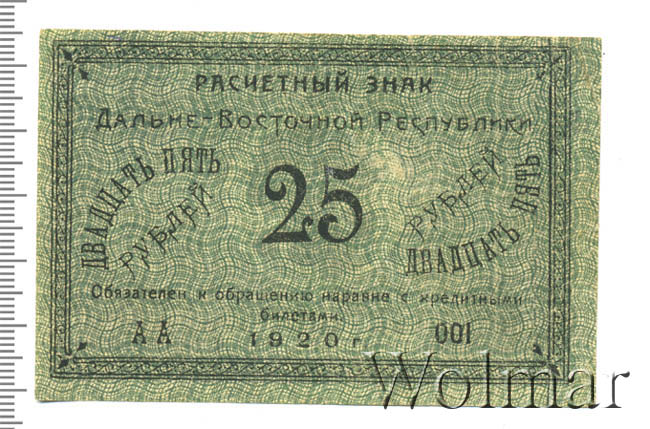 РАСЧЕТНЫЙ ЗНАК
ДАЛЬНЕ-ВОСТОЧНОЙ РЕСПУБЛИКИ
ДВАДЦАТЬ ПЯТЬ
РУБЛЕЙ
25
РУБЛЕЙ
ДВАДЦАТЬ ПЯТЬ
Обязателен к обращению наравне с кредитными
билетами.
АА
1920 г.
001
Wolmar